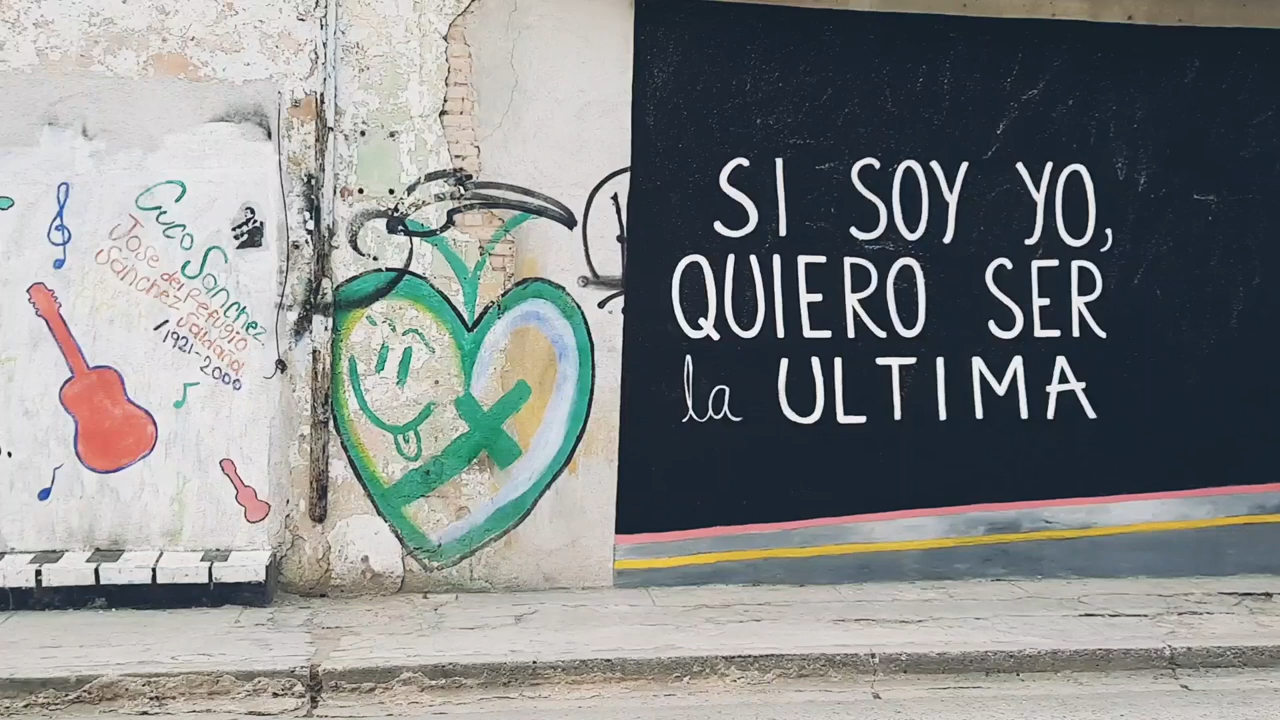 Cuco Sanchez
Jose del Refugio
Sanchez Saldaña
1921-2000
SI SOY YO,
QUIERO SER
la ULTIMA